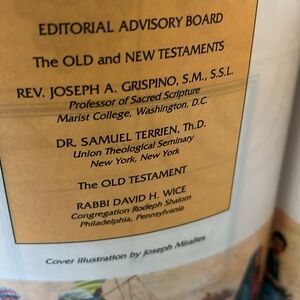 EDITORIAL ADVISORY BOARD
The OLD and NEW TESTAMENTS
REV. JOSEPH A. GRISPINO, S.M., S.S.L.
Professor of Sacred Scripture
Marist College, Washington, D.C.
DR. SAMUEL TERRIEN, Th.D.
Union Theological Seminary
New York, New York
The OLD TESTAMENT
RABBI DAVID H. WICE
Congregation Rodeph Shalom
Philadelphia, Pennsylvania
Cover illustration by Joseph Miralles